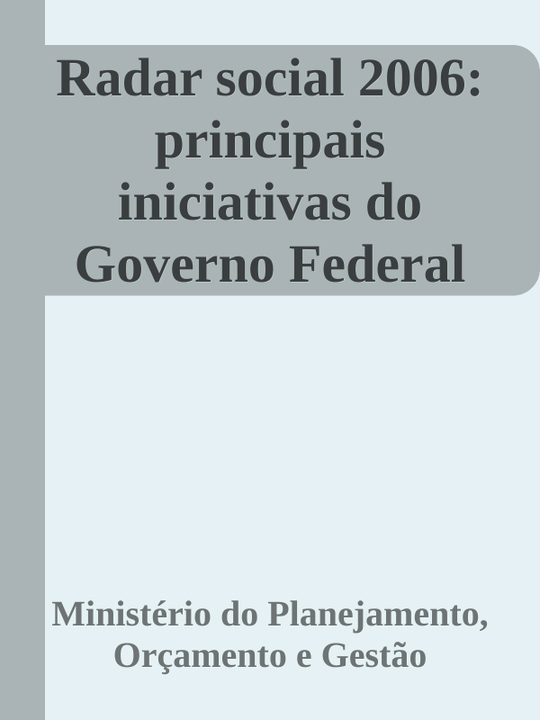 Radar social 2006:
principais
iniciativas do
Governo Federal
Ministério do Planejamento,
Orçamento e Gestão